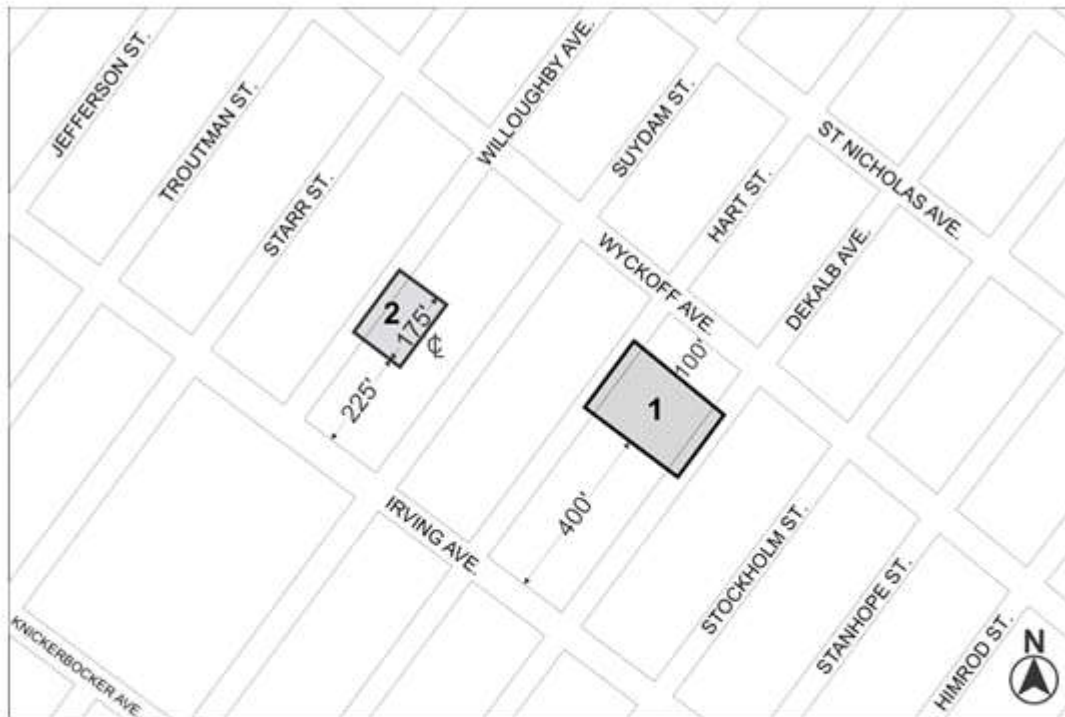 JEFFERSON ST.
TROUTMAN ST.
STARR ST.
WILLOUGHBY AVE.
SUYDAM ST.
HART ST.
ST NICHOLAS AVE.
DEKALB AVE.
WYCKOFF AVE.
2
175'
℄
225'
100'
1
400'
IRVING AVE.
STOCKHOLM ST.
STANHOPE ST.
HIMROD ST.
KNICKERBOCKER AVE.
N